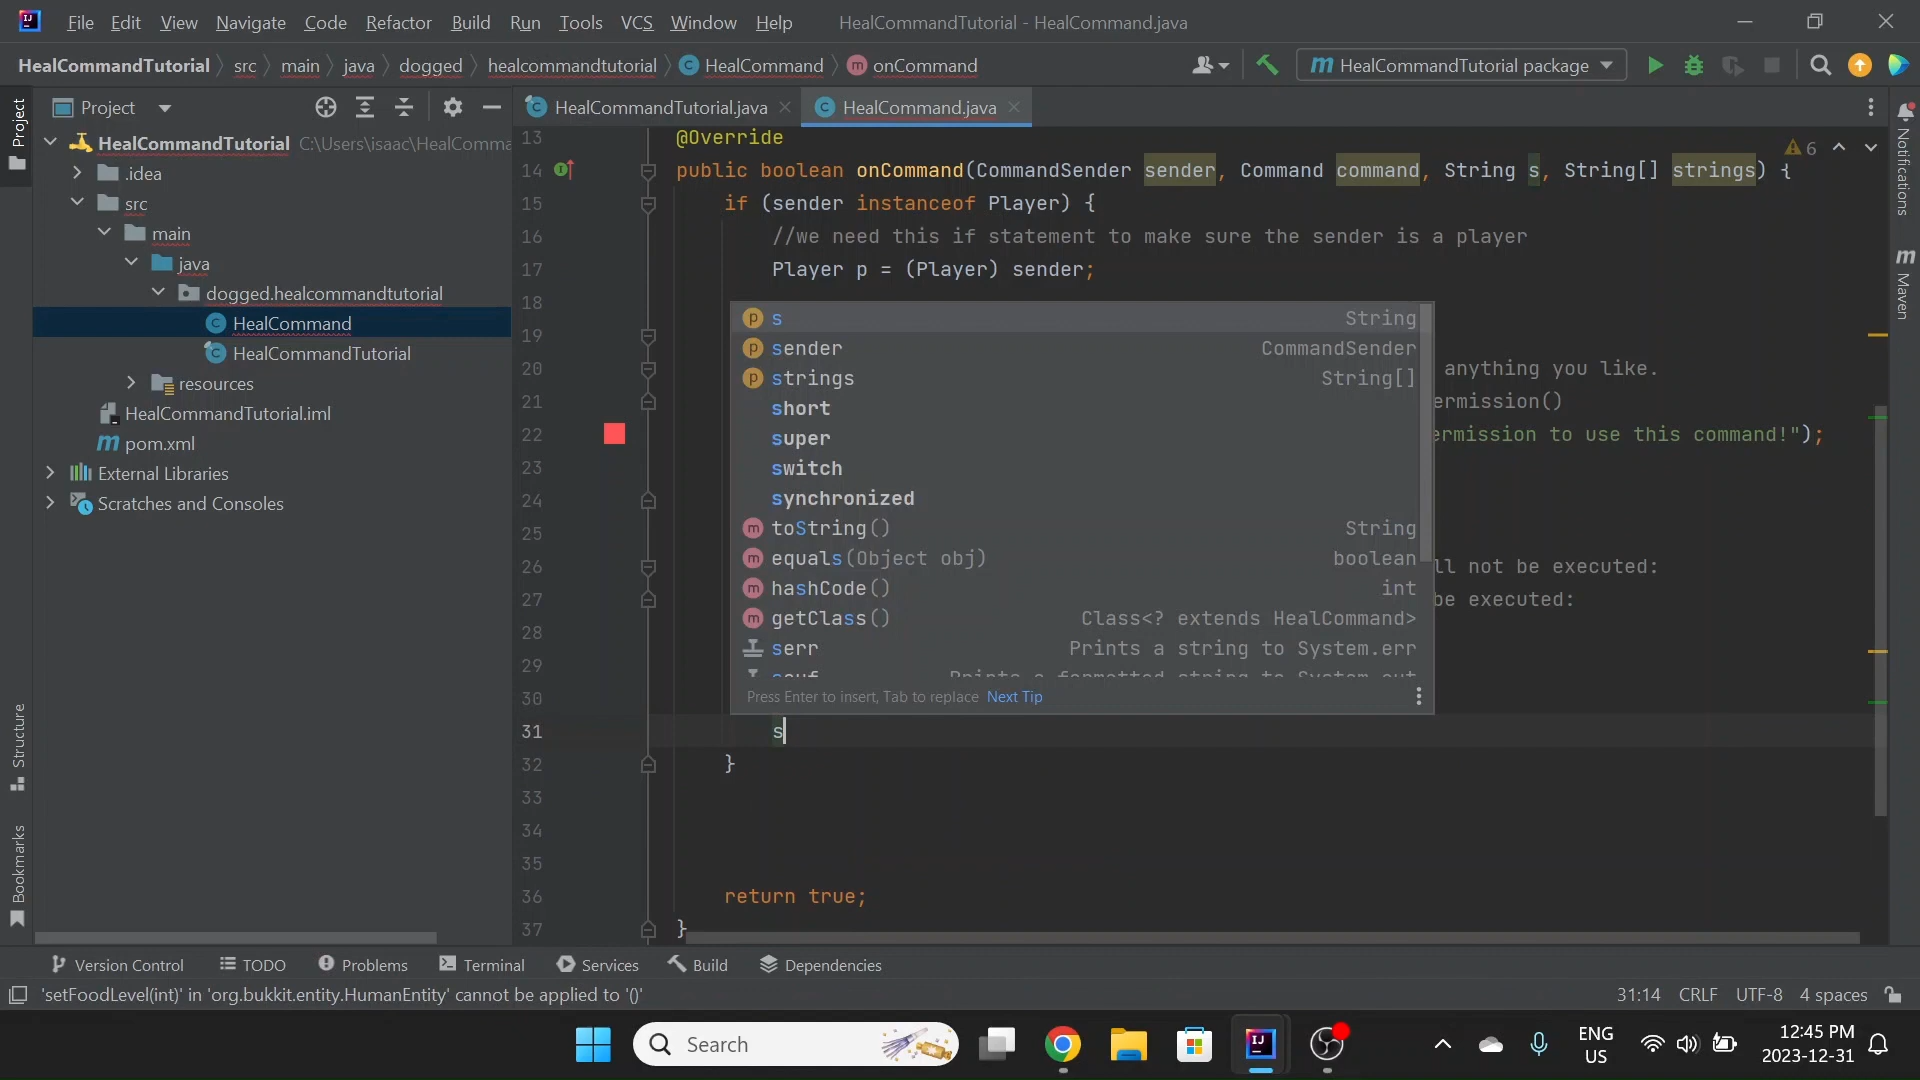 File Edit View Navigate Code Refactor Build Run Tools VCS Window Help HealCommandTutorial - HealCommand.java
HealCommandTutorial src main java dogged healcommandtutorial HealCommand onCommand HealCommandTutorial package
Project
HealCommandTutorial.java
HealCommand.java
Project
Structure
Bookmarks
HealCommandTutorial C:\Users\isaac\HealComma
.idea
src
main
java
dogged.healcommandtutorial
HealCommand
HealCommandTutorial
resources
HealCommandTutorial.iml
pom.xml
External Libraries
Scratches and Consoles
13 @Override
14 public boolean onCommand(CommandSender sender, Command command, String s, String[] strings) {
6
15 if (sender instanceof Player) {
16 //we need this if statement to make sure the sender is a player
17 Player p = (Player) sender;
18
19
20 anything you like.
21 ermission()
22 ermission to use this command!");
23
24
25
26 ll not be executed:
27 be executed:
28
29
30
31 s
32 }
33
34
35
36 return true;
37 }
s String
sender CommandSender
strings String[]
short
super
switch
synchronized
toString() String
equals(Object obj) boolean
hashCode() int
getClass() Class<? extends HealCommand>
serr Prints a string to System.err
Press Enter to insert, Tab to replace Next Tip
Notifications
Maven
Version Control TODO Problems Terminal Services Build Dependencies
'setFoodLevel(int)' in 'org.bukkit.entity.HumanEntity' cannot be applied to '()' 31:14 CRLF UTF-8 4 spaces
Search
ENG
US
12:45 PM
2023-12-31